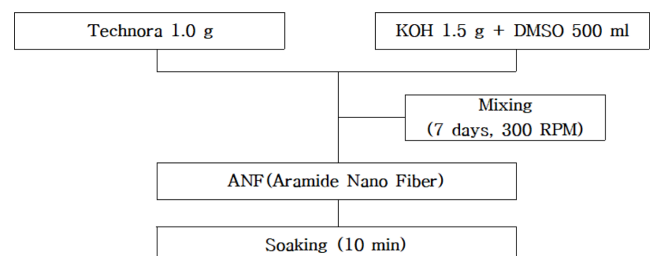 Technora 1.0 g
KOH 1.5 g + DMSO 500 ml
Mixing
(7 days, 300 RPM)
ANF(Aramide Nano Fiber)
Soaking (10 min)